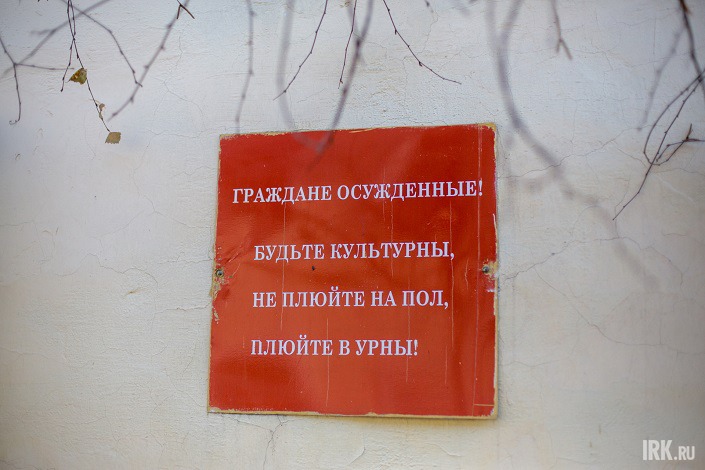 ГРАЖДАНЕ ОСУЖДЕННЫЕ!
БУДЬТЕ КУЛЬТУРНЫ,
НЕ ПЛЮЙТЕ НА ПОЛ,
ПЛЮЙТЕ В УРНЫ!
IRK.RU